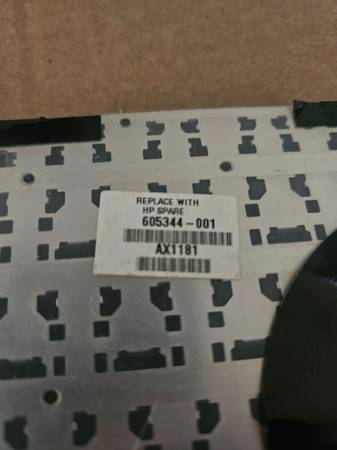 REPLACE WITH
HP SPARE
605344-001
AX1181